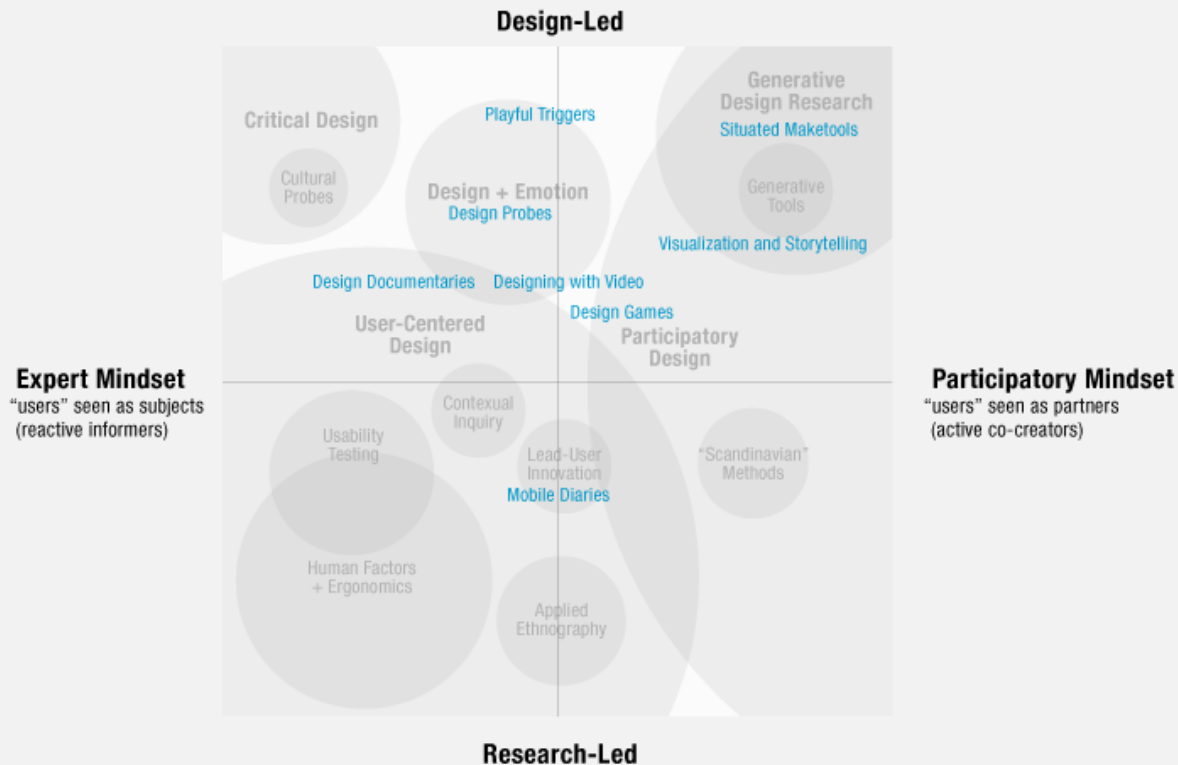 Design-Led
Generative
Design Research
Critical Design
Playful Triggers
Situated Maketools
Cultural
Probes
Design + Emotion
Design Probes
Generative
Tools
Visualization and Storytelling
Design Documentaries
Designing with Video
Design Games
User-Centered
Design
Participatory
Design
Expert Mindset
“users” seen as subjects
(reactive informers)
Participatory Mindset
“users” seen as partners
(active co-creators)
Contexual
Inquiry
Usability
Testing
Lead-User
Innovation
Mobile Diaries
“Scandinavian”
Methods
Human Factors
+ Ergonomics
Applied
Ethnography
Research-Led